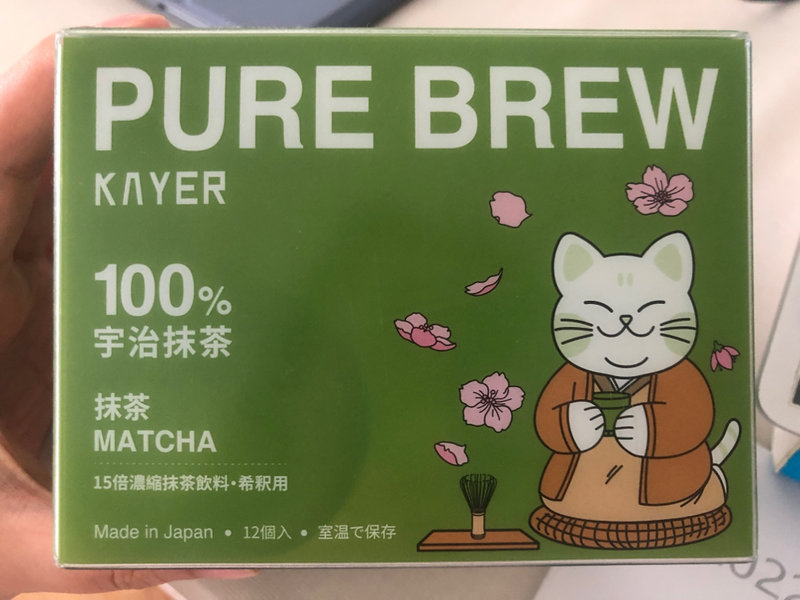 PURE BREW
KAYER
100%
宇治抹茶
抹茶
MATCHA
15倍濃縮抹茶飲料・希釈用
Made in Japan • 12個入 • 室温で保存
022